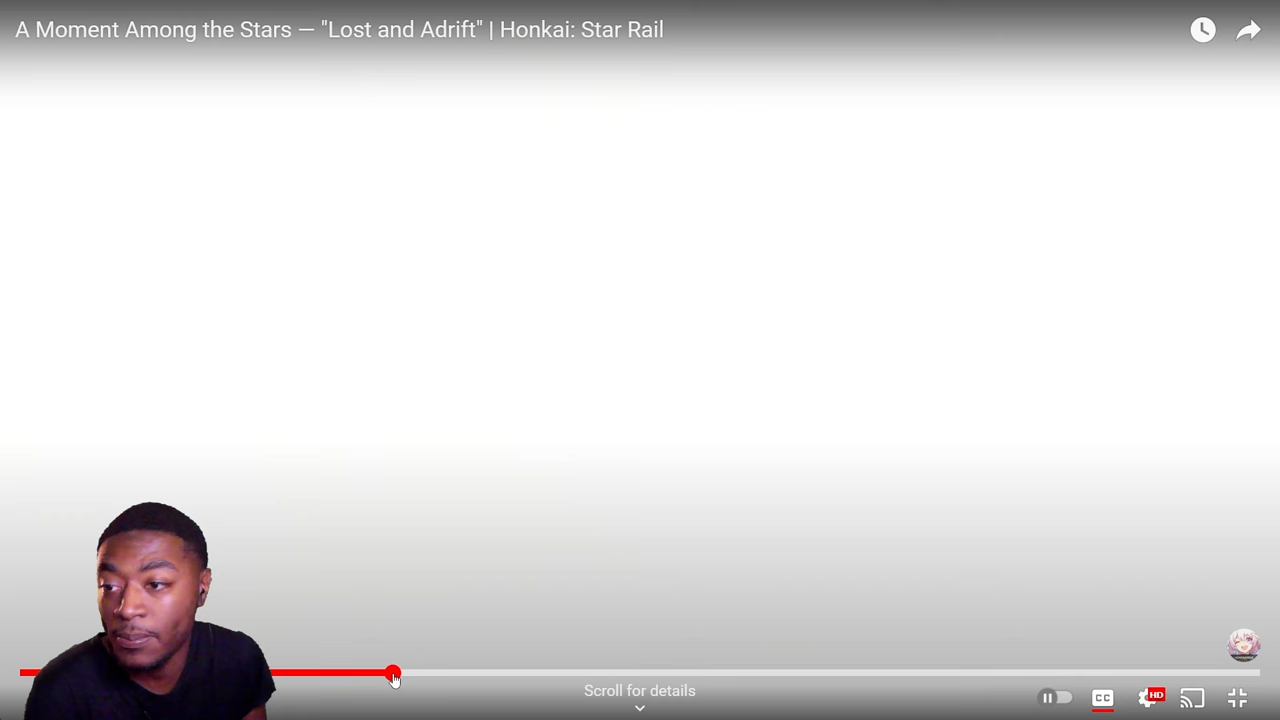 A Moment Among the Stars — "Lost and Adrift" | Honkai: Star Rail
Scroll for details
CC
HD